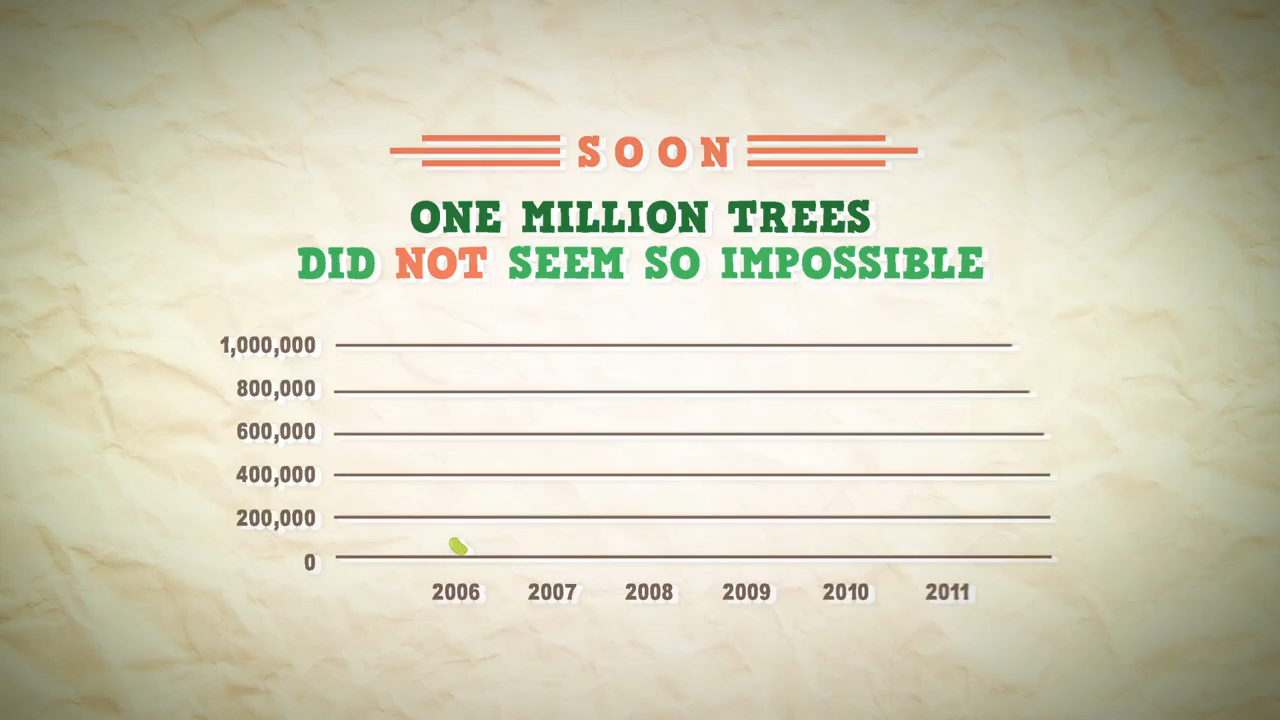 SOON
ONE MILLION TREES
DID NOT SEEM SO IMPOSSIBLE
1,000,000
800,000
600,000
400,000
200,000
0
2006 2007 2008 2009 2010 2011